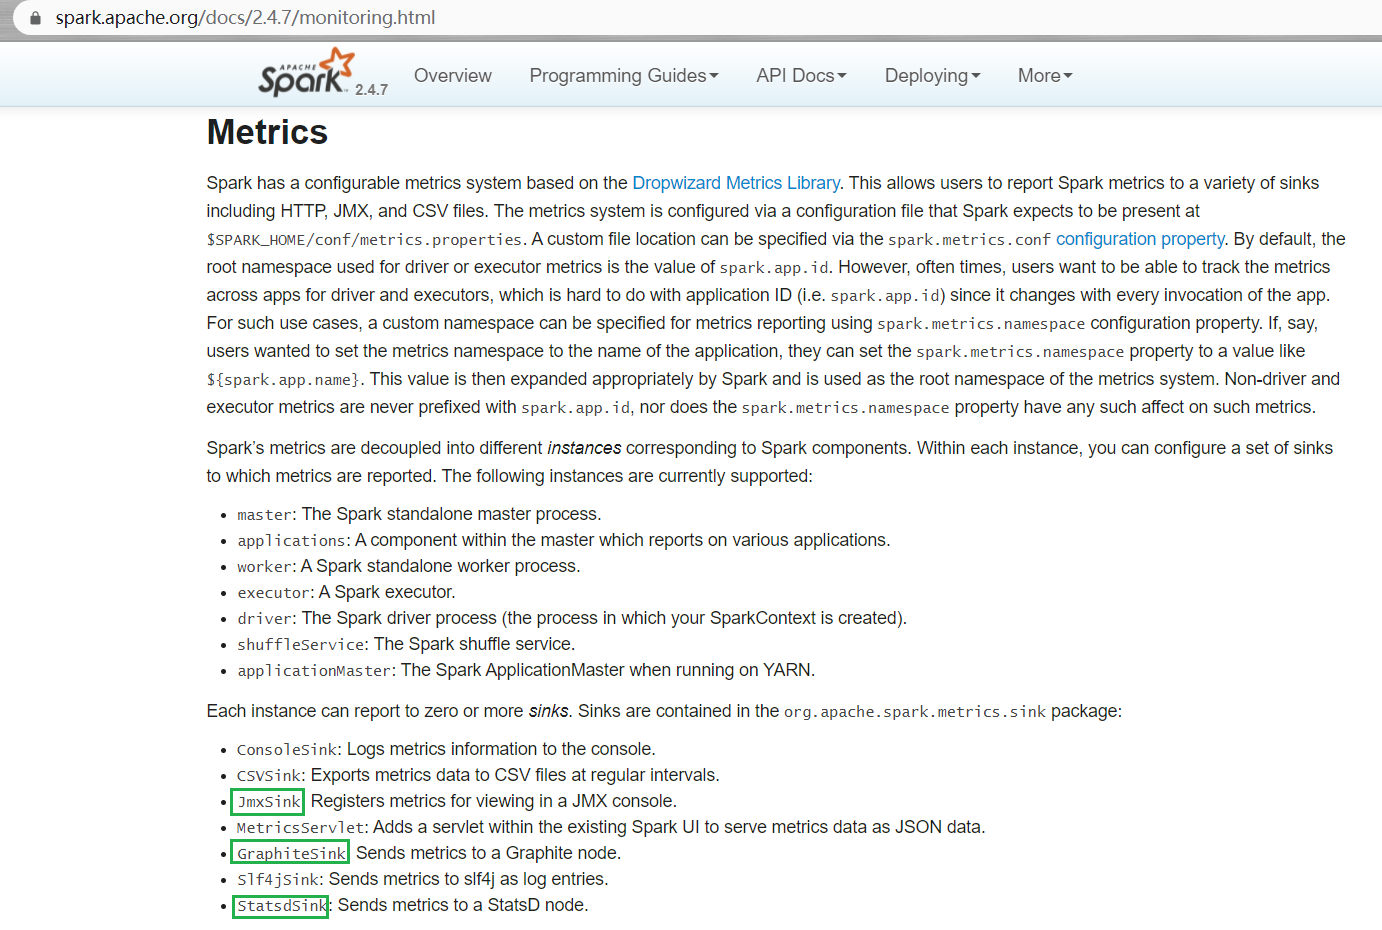 spark.apache.org/docs/2.4.7/monitoring.html
APACHE Spark 2.4.7 Overview Programming Guides API Docs Deploying More
Metrics
Spark has a configurable metrics system based on the Dropwizard Metrics Library. This allows users to report Spark metrics to a variety of sinks
including HTTP, JMX, and CSV files. The metrics system is configured via a configuration file that Spark expects to be present at
$SPARK_HOME/conf/metrics.properties. A custom file location can be specified via the spark.metrics.conf configuration property. By default, the
root namespace used for driver or executor metrics is the value of spark.app.id. However, often times, users want to be able to track the metrics
across apps for driver and executors, which is hard to do with application ID (i.e. spark.app.id) since it changes with every invocation of the app.
For such use cases, a custom namespace can be specified for metrics reporting using spark.metrics.namespace configuration property. If, say,
users wanted to set the metrics namespace to the name of the application, they can set the spark.metrics.namespace property to a value like
${spark.app.name}. This value is then expanded appropriately by Spark and is used as the root namespace of the metrics system. Non-driver and
executor metrics are never prefixed with spark.app.id, nor does the spark.metrics.namespace property have any such affect on such metrics.
Spark’s metrics are decoupled into different instances corresponding to Spark components. Within each instance, you can configure a set of sinks
to which metrics are reported. The following instances are currently supported:
• master: The Spark standalone master process.
• applications: A component within the master which reports on various applications.
• worker: A Spark standalone worker process.
• executor: A Spark executor.
• driver: The Spark driver process (the process in which your SparkContext is created).
• shuffleService: The Spark shuffle service.
• applicationMaster: The Spark ApplicationMaster when running on YARN.
Each instance can report to zero or more sinks. Sinks are contained in the org.apache.spark.metrics.sink package:
• ConsoleSink: Logs metrics information to the console.
• CSVSink: Exports metrics data to CSV files at regular intervals.
• JmxSink Registers metrics for viewing in a JMX console.
• MetricsServlet: Adds a servlet within the existing Spark UI to serve metrics data as JSON data.
• GraphiteSink Sends metrics to a Graphite node.
• Slf4jSink: Sends metrics to slf4j as log entries.
• StatsdSink: Sends metrics to a StatsD node.